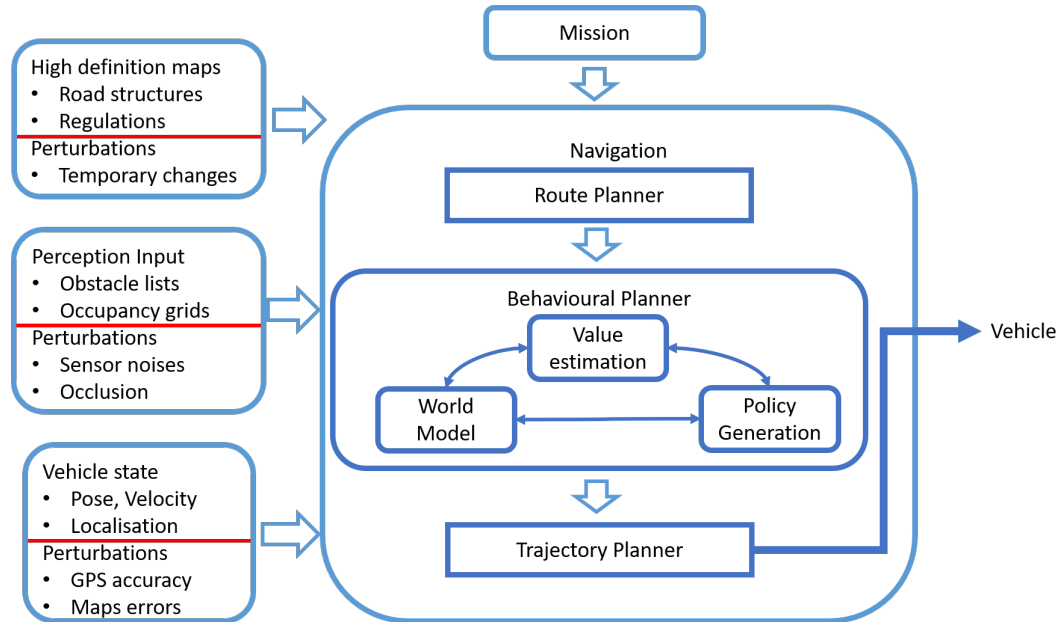 Mission
High definition maps
• Road structures
• Regulations
Perturbations
• Temporary changes
Perception Input
• Obstacle lists
• Occupancy grids
Perturbations
• Sensor noises
• Occlusion
Vehicle state
• Pose, Velocity
• Localisation
Perturbations
• GPS accuracy
• Maps errors
Navigation
Route Planner
Behavioural Planner
Value
estimation
World
Model
Policy
Generation
Trajectory Planner
Vehicle